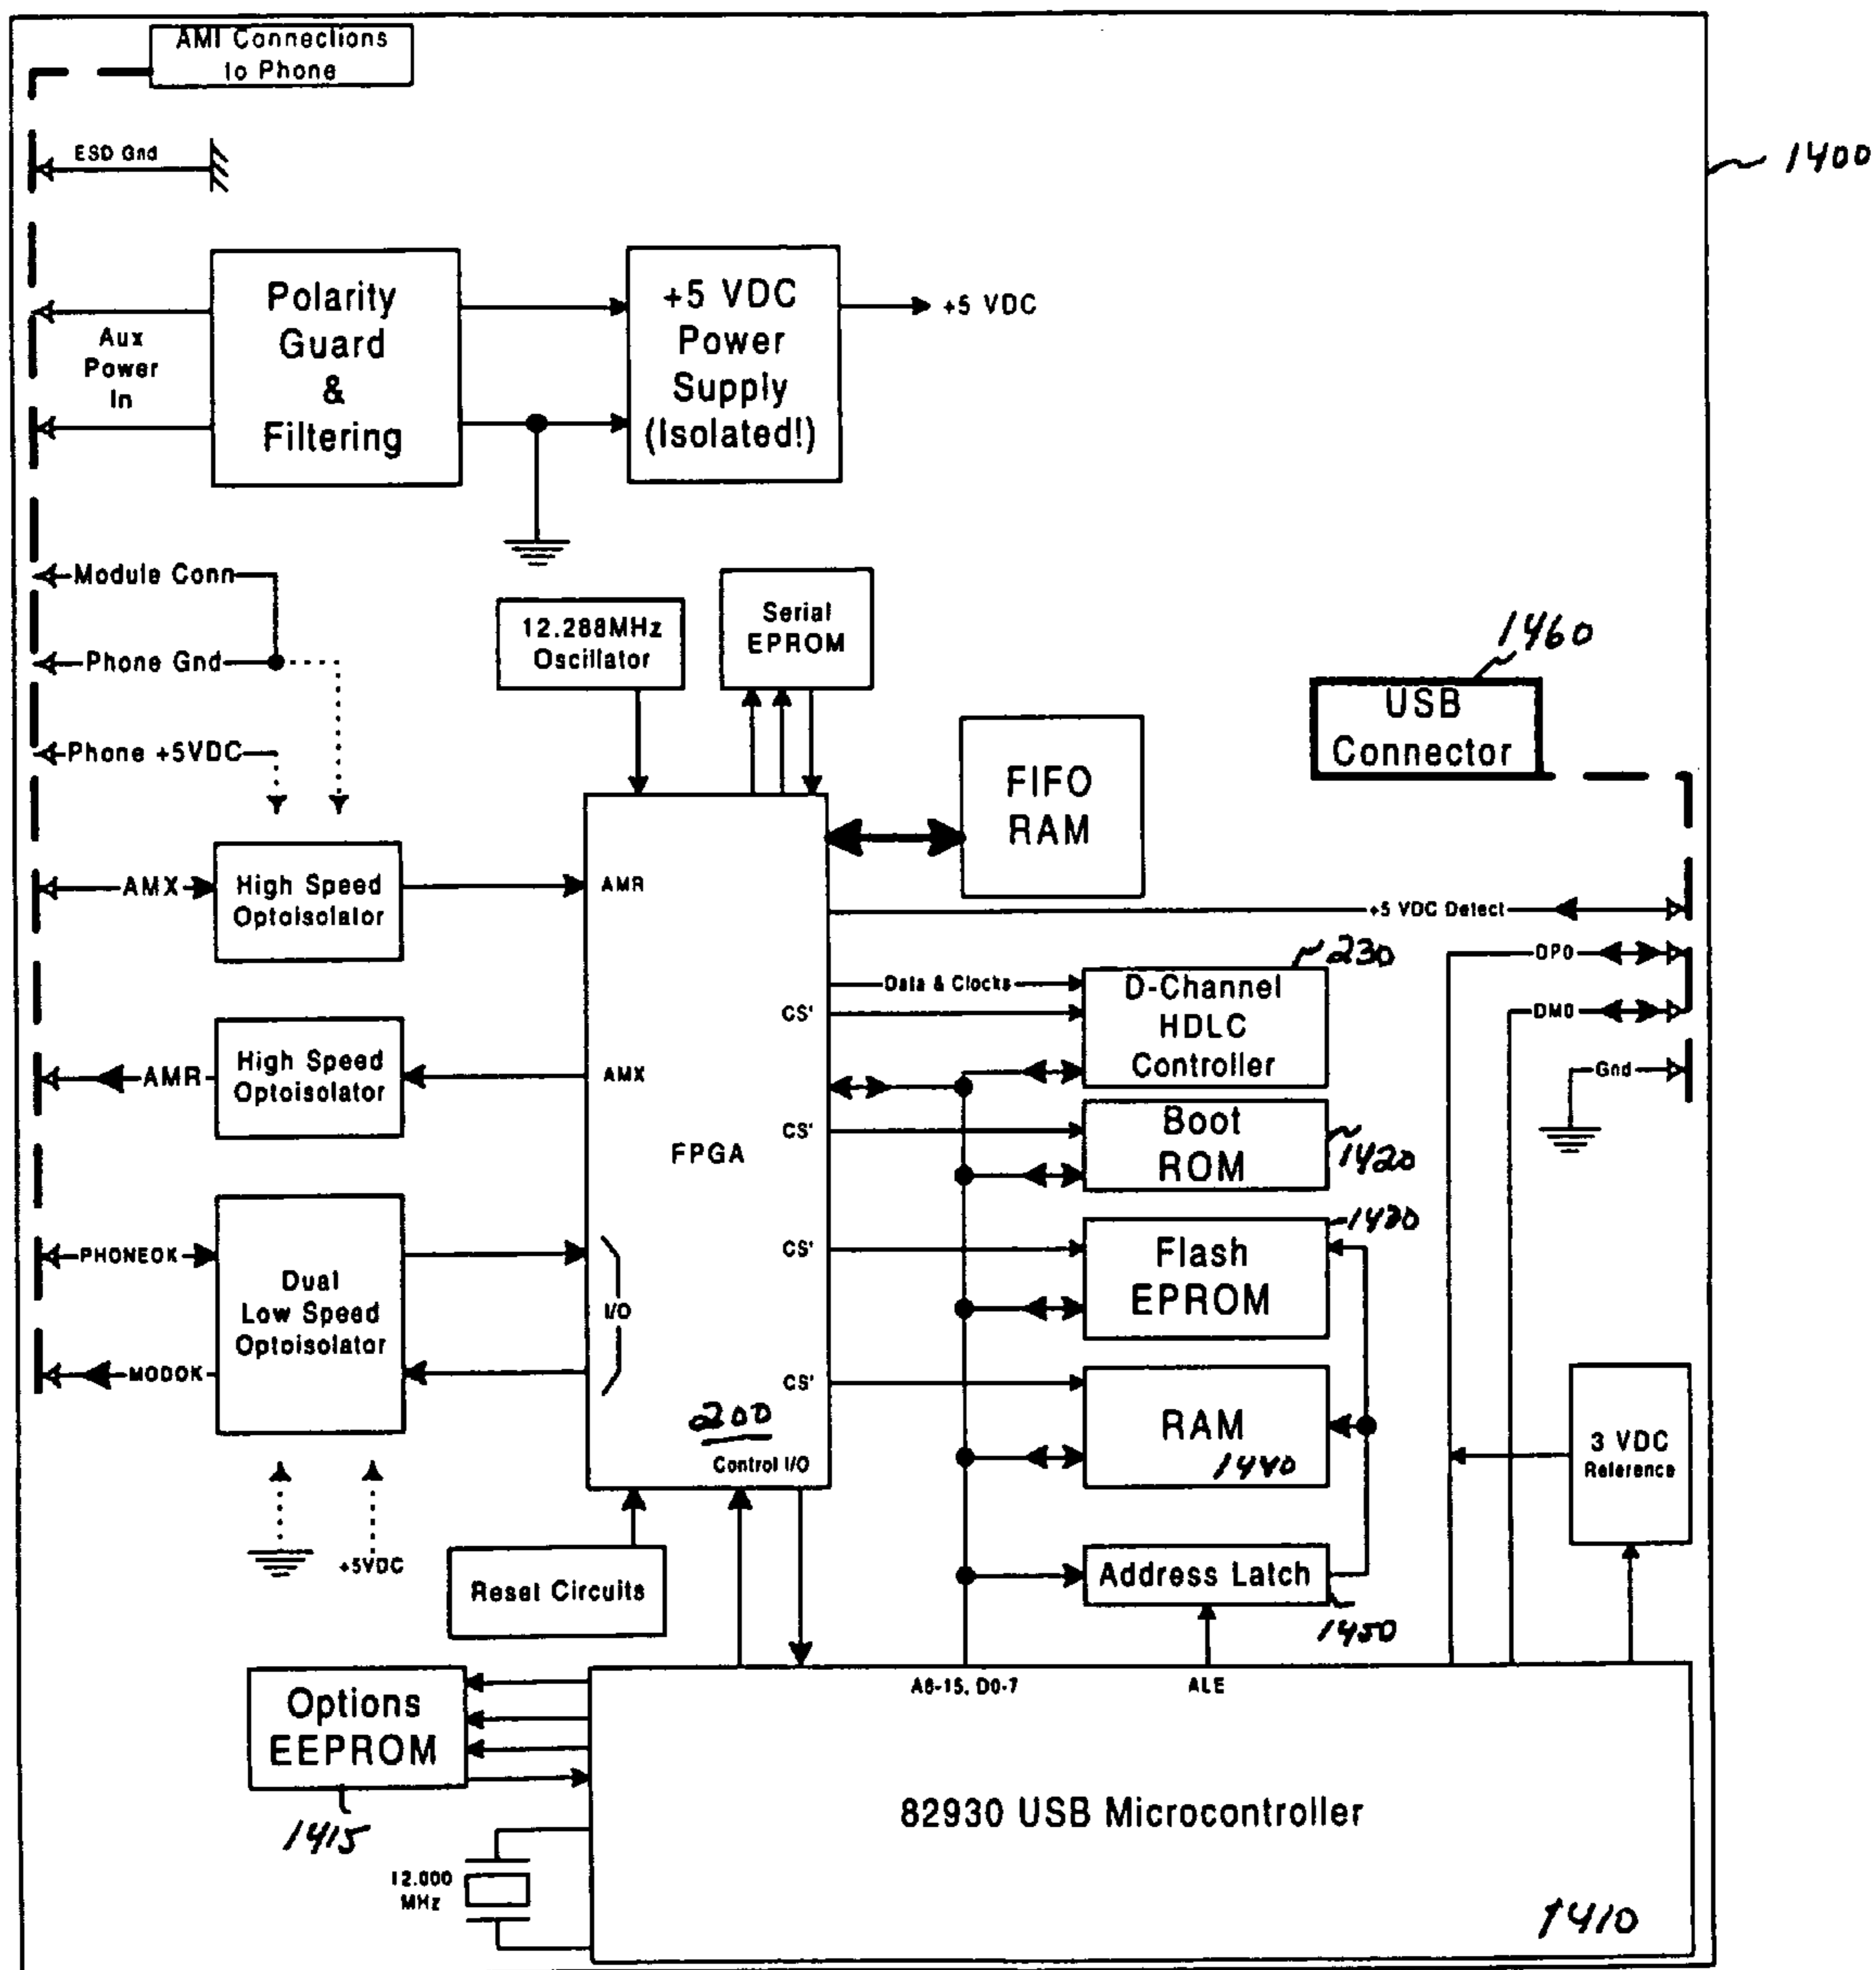 AMI Connections
to Phone
ESD Gnd
1400
Polarity
Guard
&
Filtering
+5 VDC
Power
Supply
(Isolated!)
+5 VDC
Aux
Power
In
Module Conn
Phone Gnd
Phone +5VDC
12.288MHz
Oscillator
Serial
EPROM
1460
USB
Connector
FIFO
RAM
AMX
High Speed
Optoisolator
AMR
+5 VDC Detect
DP0
230
Data & Clocks
D-Channel
HDLC
Controller
CS'
DM0
AMR
High Speed
Optoisolator
AMX
Gnd
CS'
Boot
ROM
1420
FPGA
PHONEOK
Dual
Low Speed
Optoisolator
I/O
CS'
Flash
EPROM
1430
MODOK
CS'
RAM
1440
200
Control I/O
3 VDC
Reference
+5VDC
Reset Circuits
Address Latch
1450
A8-15, D0-7
ALE
Options
EEPROM
1415
82930 USB Microcontroller
12.000
MHz
1410